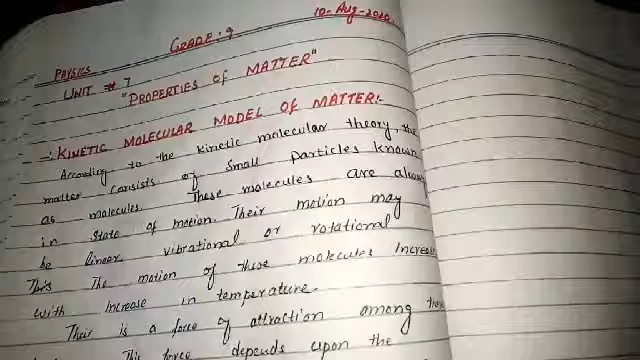 10-Aug-2020
GRADE:9
PHYSICS
UNIT # 7
"PROPERTIES OF MATTER"
-: KINETIC MOLECULAR MODEL OF MATTER:-
According to the kinetic molecular theory, the
matter consists of small particles known
as molecules. These molecules are always
in state of motion. Their motion may
be linear vibrational or rotational
This The motion of these molecules Increase
with Increase in temperature.
Their is a force of attraction among
This force depends upon the